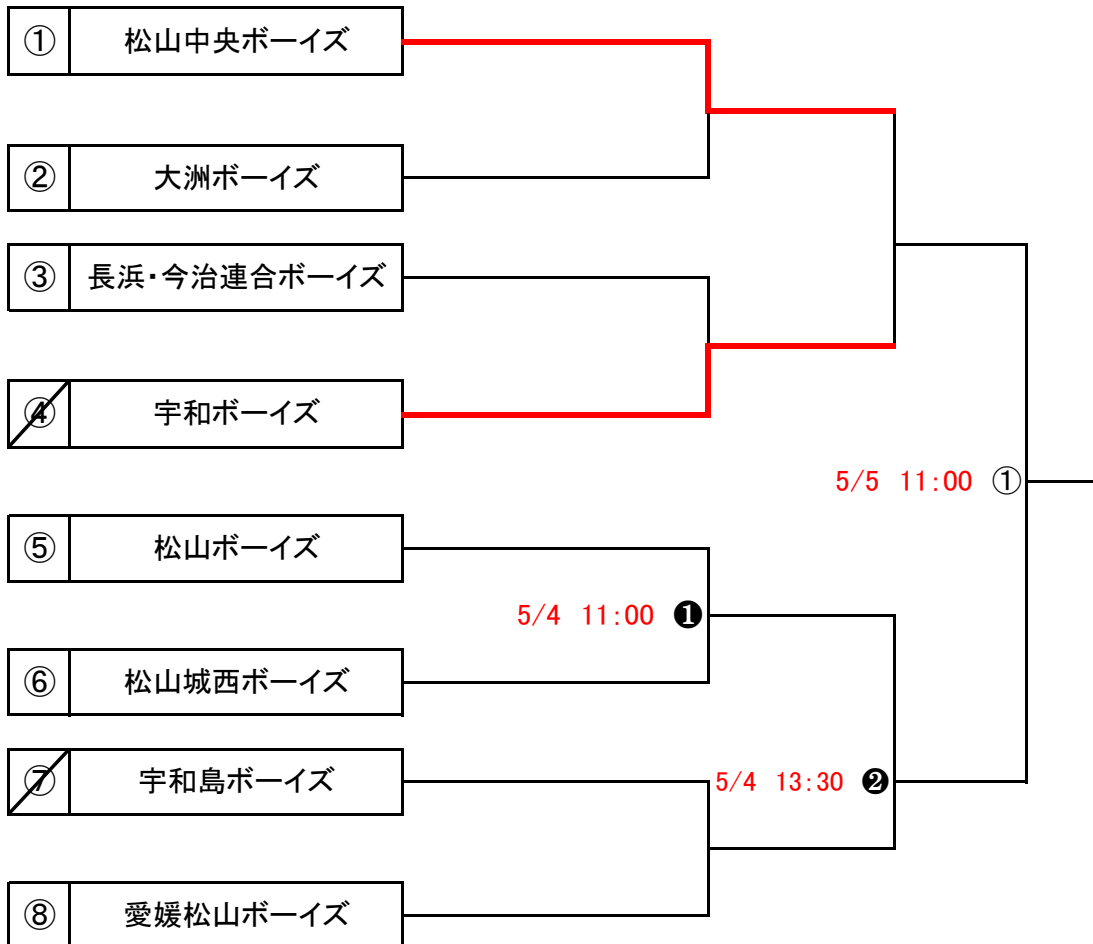 ① 松山中央ボーイズ
② 大洲ボーイズ
③ 長浜・今治連合ボーイズ
④ 宇和ボーイズ
5/5 11:00 ①
⑤ 松山ボーイズ
5/4 11:00 ❶
⑥ 松山城西ボーイズ
⑦ 宇和島ボーイズ
5/4 13:30 ❷
⑧ 愛媛松山ボーイズ